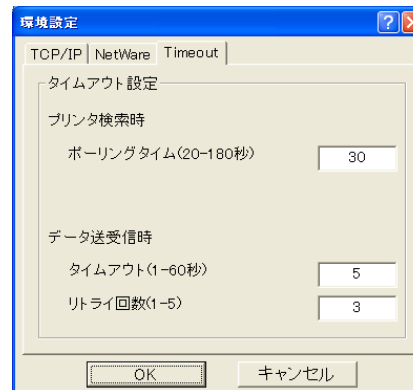 環境設定
TCP/IP NetWare Timeout
タイムアウト設定
プリンタ検索時
ポーリングタイム(20-180秒) 30
データ送受信時
タイムアウト(1-60秒) 5
リトライ回数(1-5) 3
OK キャンセル